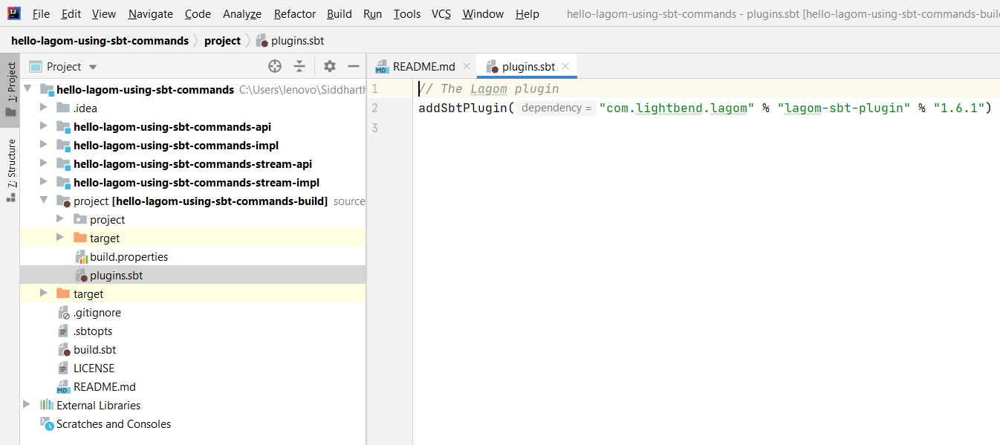 File Edit View Navigate Code Analyze Refactor Build Run Tools VCS Window Help hello-lagom-using-sbt-commands - plugins.sbt [hello-lagom-using-sbt-commands-build
hello-lagom-using-sbt-commands project plugins.sbt
1: Project
7: Structure
Project
hello-lagom-using-sbt-commands C:\Users\lenovo\Siddharth
.idea
hello-lagom-using-sbt-commands-api
hello-lagom-using-sbt-commands-impl
hello-lagom-using-sbt-commands-stream-api
hello-lagom-using-sbt-commands-stream-impl
project [hello-lagom-using-sbt-commands-build] source
project
target
build.properties
plugins.sbt
target
.gitignore
.sbtopts
build.sbt
LICENSE
MD README.md
External Libraries
Scratches and Consoles
MD README.md plugins.sbt
1 // The Lagom plugin
2 addSbtPlugin( dependency = "com.lightbend.lagom" % "lagom-sbt-plugin" % "1.6.1")
3